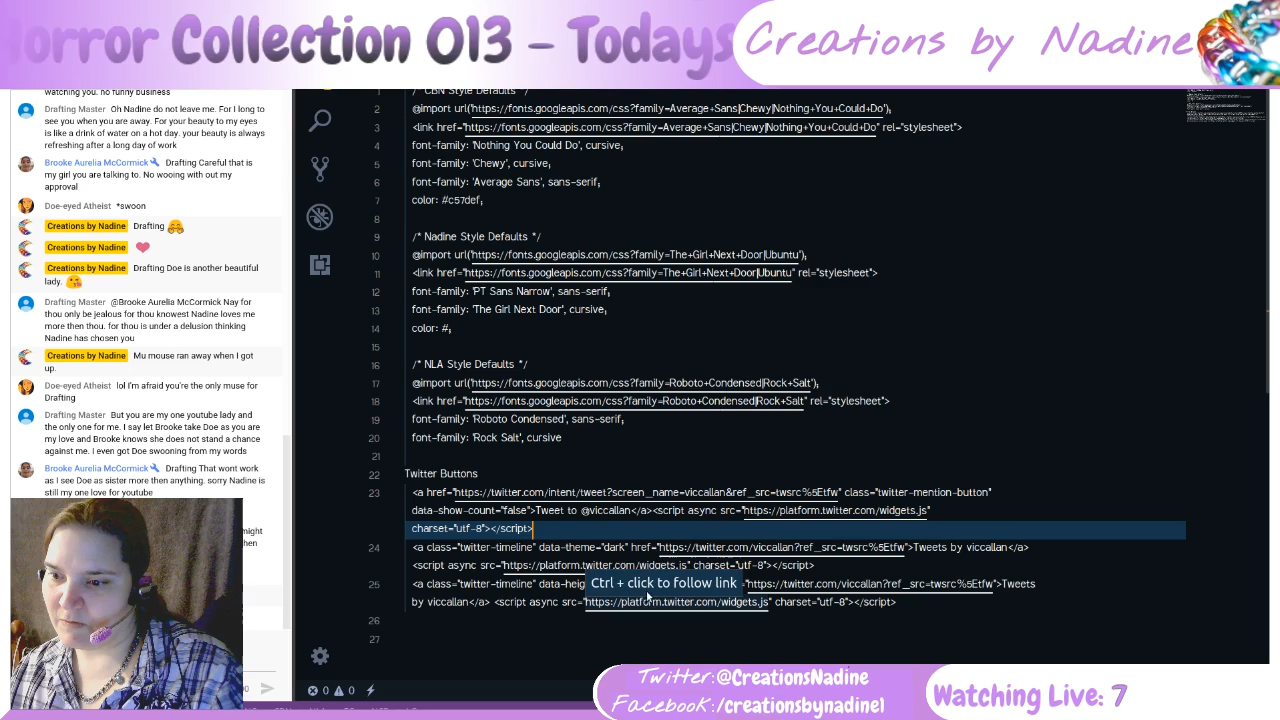 orror Collection 013 - Todays
Creations by Nadine
watching you. no funny business
Drafting Master Oh Nadine do not leave me. For I long to
see you when you are away. For your beauty to my eyes
is like a drink of water on a hot day. your beauty is always
refreshing after a long day of work
Brooke Aurelia McCormick Drafting Careful that is
my girl you are talking to. No wooing with out my
approval
Doe-eyed Atheist *swoon
Creations by Nadine Drafting 🤗
Creations by Nadine ❤
Creations by Nadine Drafting Doe is another beautiful
lady. 😘
Drafting Master @Brooke Aurelia McCormick Nay for
thou only be jealous for thou knowest Nadine loves me
more then thou. for thou is under a delusion thinking
Nadine has chosen you
Creations by Nadine Mu mouse ran away when I got
up.
Doe-eyed Atheist lol I'm afraid you're the only muse for
Drafting
Drafting Master But you are my one youtube lady and
the only one for me. I say let Brooke take Doe as you are
my love and Brooke knows she does not stand a chance
against me. I even got Doe swooning from my words
Brooke Aurelia McCormick Drafting That wont work
as I see Doe as sister more then anything. sorry Nadine is
still my one love for youtube
might
1 /* CBN Style Defaults */
2 @import url('https://fonts.googleapis.com/css?family=Average+Sans|Chewy|Nothing+You+Could+Do');
3 <link href="https://fonts.googleapis.com/css?family=Average+Sans|Chewy|Nothing+You+Could+Do" rel="stylesheet">
4 font-family: 'Nothing You Could Do', cursive;
5 font-family: 'Chewy', cursive;
6 font-family: 'Average Sans', sans-serif;
7 color: #c57def;
8
9 /* Nadine Style Defaults */
10 @import url('https://fonts.googleapis.com/css?family=The+Girl+Next+Door|Ubuntu');
11 <link href="https://fonts.googleapis.com/css?family=The+Girl+Next+Door|Ubuntu" rel="stylesheet">
12 font-family: 'PT Sans Narrow', sans-serif;
13 font-family: 'The Girl Next Door', cursive;
14 color: #;
15
16 /* NLA Style Defaults */
17 @import url('https://fonts.googleapis.com/css?family=Roboto+Condensed|Rock+Salt');
18 <link href="https://fonts.googleapis.com/css?family=Roboto+Condensed|Rock+Salt" rel="stylesheet">
19 font-family: 'Roboto Condensed', sans-serif;
20 font-family: 'Rock Salt', cursive
21
22 Twitter Buttons
23 <a href="https://twitter.com/intent/tweet?screen_name=viccallan&ref_src=twsrc%5Etfw" class="twitter-mention-button"
data-show-count="false">Tweet to @viccallan</a><script async src="https://platform.twitter.com/widgets.js"
charset="utf-8"></script>
24 <a class="twitter-timeline" data-theme="dark" href="https://twitter.com/viccallan?ref_src=twsrc%5Etfw">Tweets by viccallan</a>
<script async src="https://platform.twitter.com/widgets.js" charset="utf-8"></script>
Ctrl + click to follow link
25 <a class="twitter-timeline" data-heig ="https://twitter.com/viccallan?ref_src=twsrc%5Etfw">Tweets
by viccallan</a> <script async src="https://platform.twitter.com/widgets.js" charset="utf-8"></script>
26
27
0 0
Twitter: @CreationsNadine
Facebook: /creationsbynadine1
Watching Live: 7